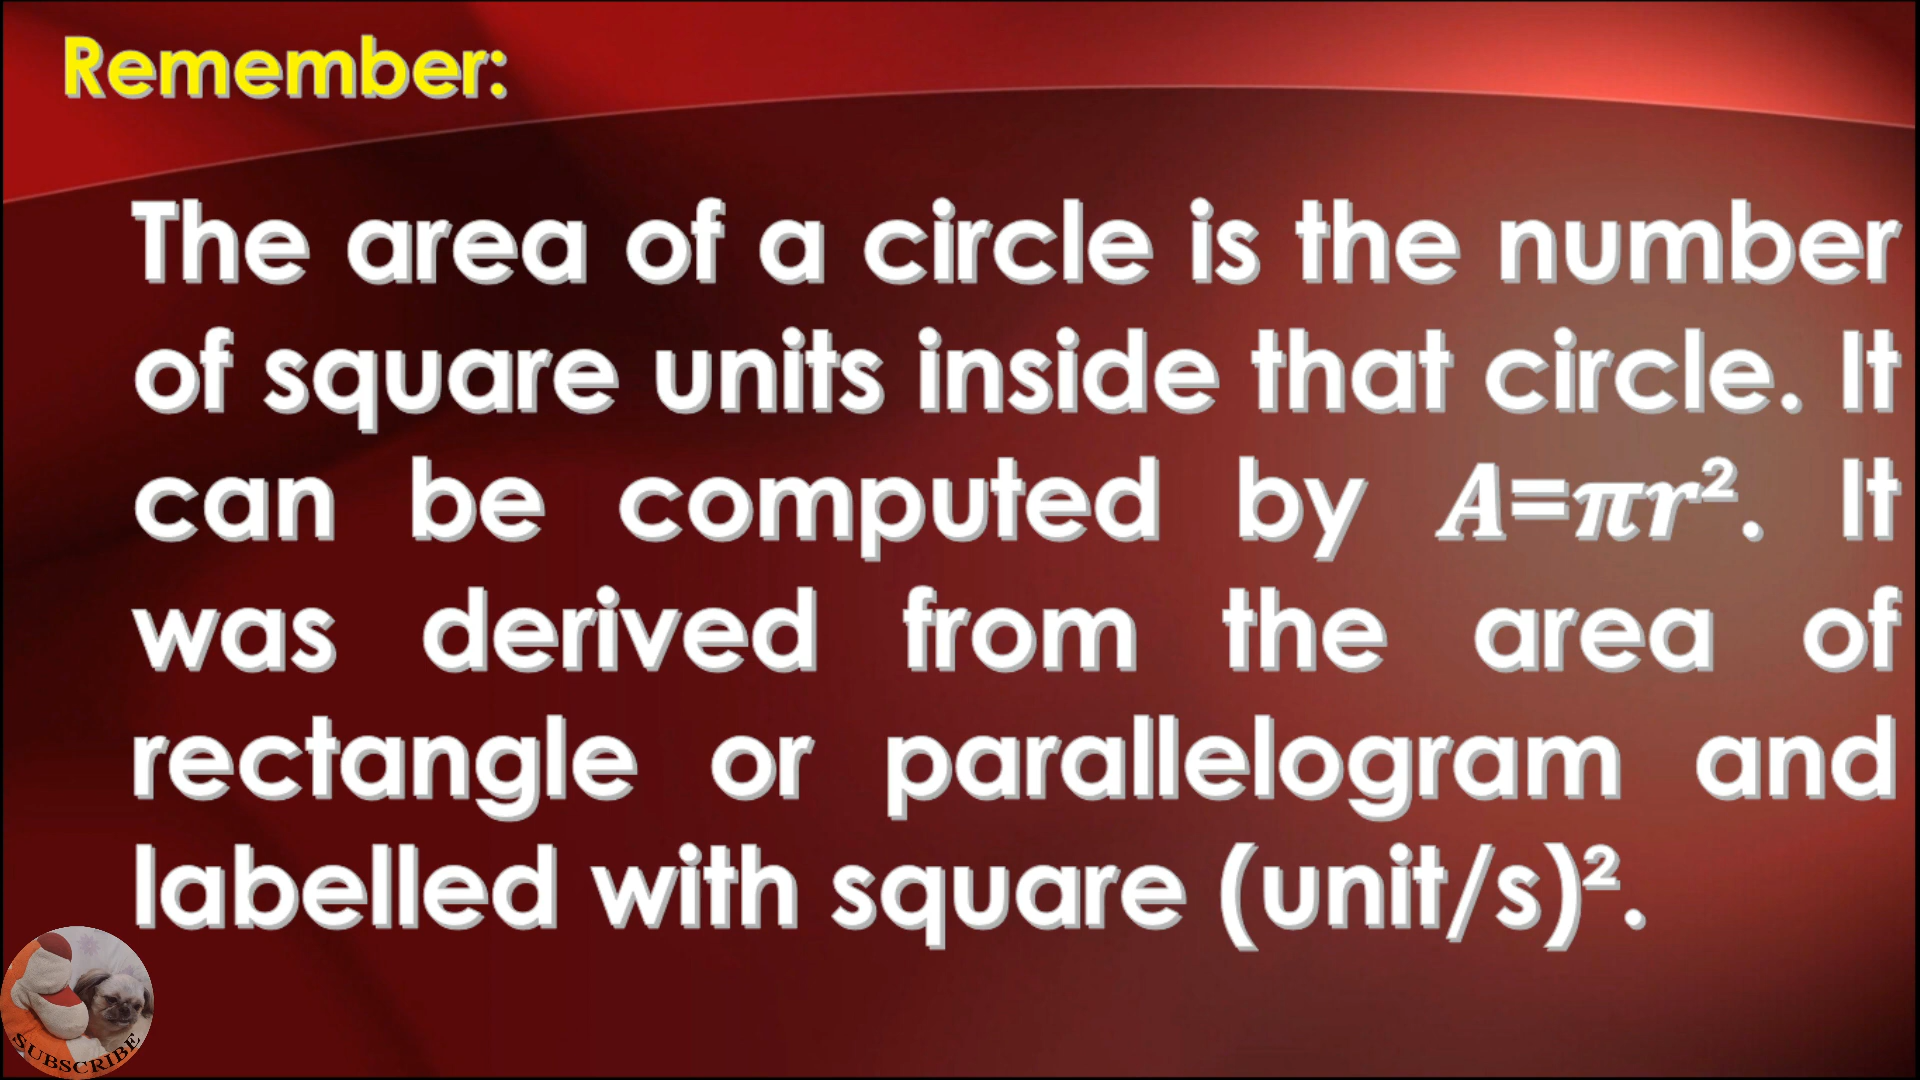 Remember:
The area of a circle is the number
of square units inside that circle. It
can be computed by A=πr². It
was derived from the area of
rectangle or parallelogram and
labelled with square (unit/s)².
SUBSCRIBE